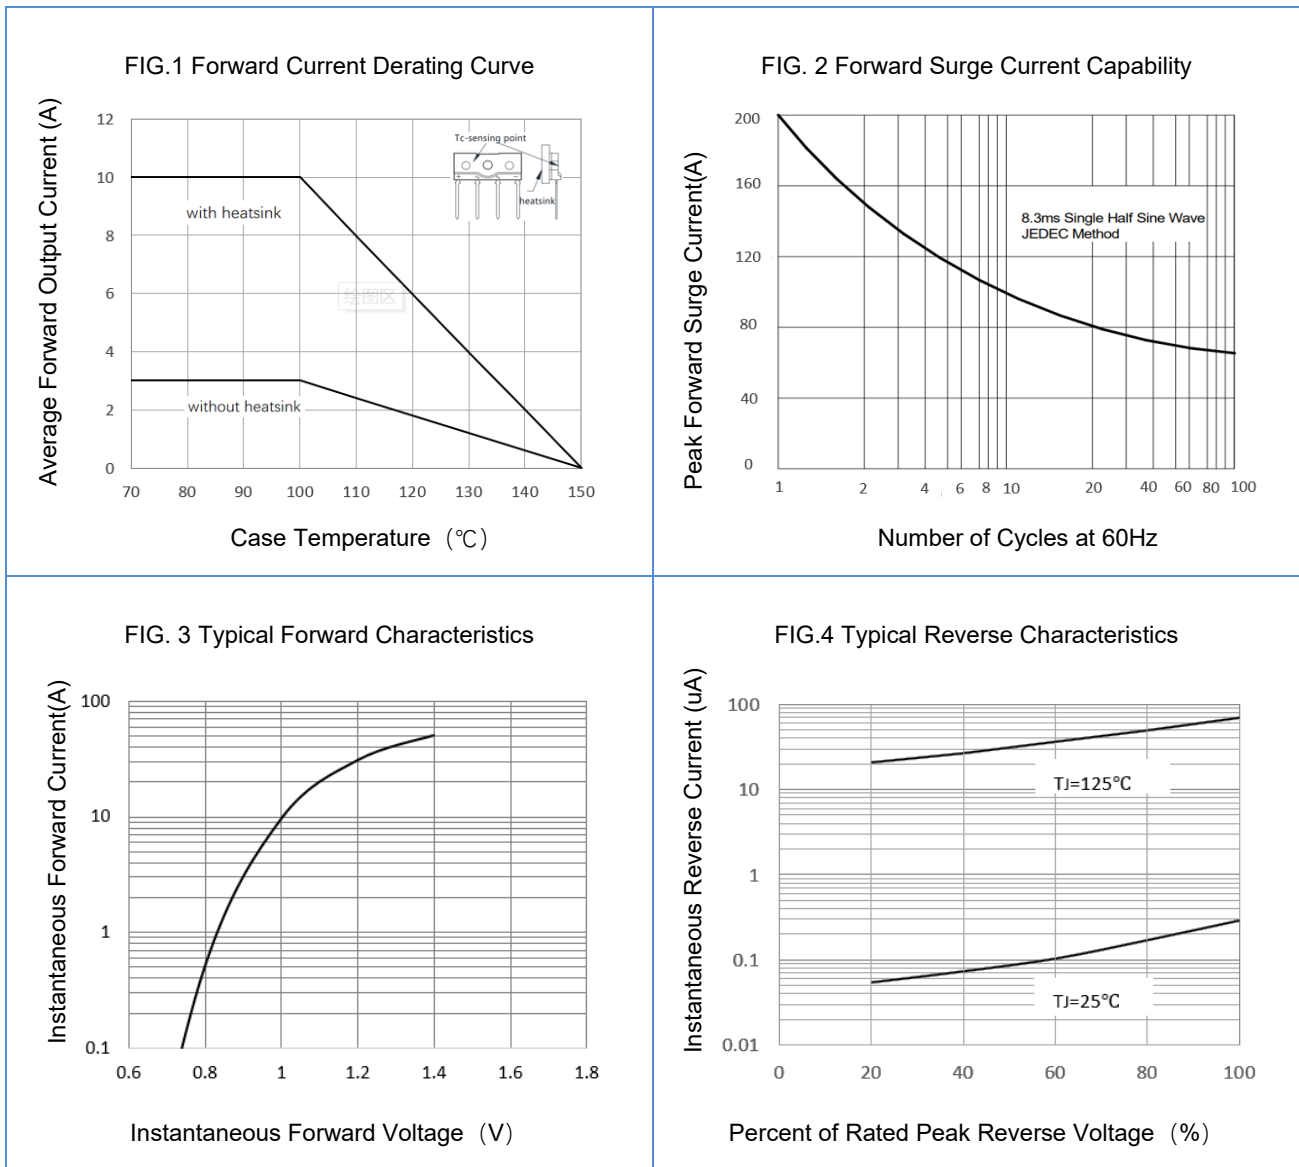 FIG.1 Forward Current Derating Curve
Average Forward Output Current (A)
12
10
8
6
4
2
0
Tc-sensing point
heatsink
with heatsink
绘图区
without heatsink
70 80 90 100 110 120 130 140 150
Case Temperature（℃）
FIG. 2 Forward Surge Current Capability
Peak Forward Surge Current(A)
200
160
120
80
40
0
8.3ms Single Half Sine Wave
JEDEC Method
1 2 4 6 8 10 20 40 60 80 100
Number of Cycles at 60Hz
FIG. 3 Typical Forward Characteristics
Instantaneous Forward Current(A)
100
10
1
0.1
0.6 0.8 1 1.2 1.4 1.6 1.8
Instantaneous Forward Voltage（V）
FIG.4 Typical Reverse Characteristics
Instantaneous Reverse Current (uA)
100
10
1
0.1
0.01
TJ=125℃
TJ=25℃
0 20 40 60 80 100
Percent of Rated Peak Reverse Voltage（%）